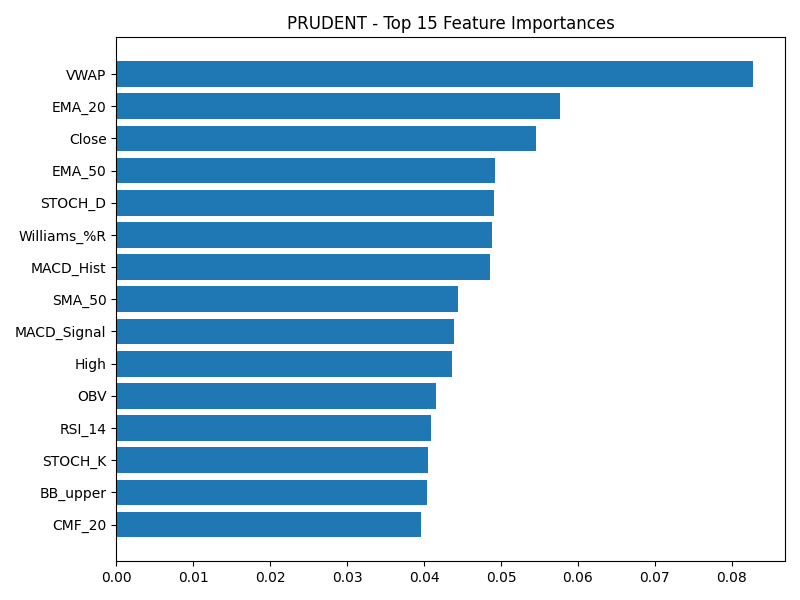 PRUDENT - Top 15 Feature Importances
VWAP
EMA_20
Close
EMA_50
STOCH_D
Williams_%R
MACD_Hist
SMA_50
MACD_Signal
High
OBV
RSI_14
STOCH_K
BB_upper
CMF_20
0.00 0.01 0.02 0.03 0.04 0.05 0.06 0.07 0.08